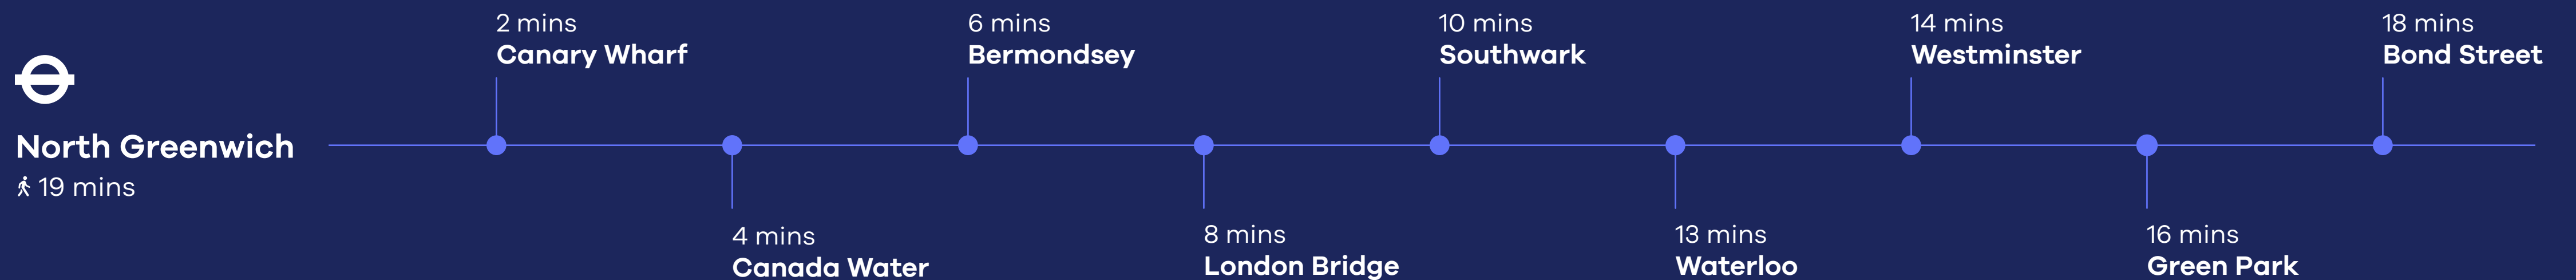 North Greenwich
19 mins
2 mins
Canary Wharf
4 mins
Canada Water
6 mins
Bermondsey
8 mins
London Bridge
10 mins
Southwark
13 mins
Waterloo
14 mins
Westminster
16 mins
Green Park
18 mins
Bond Street